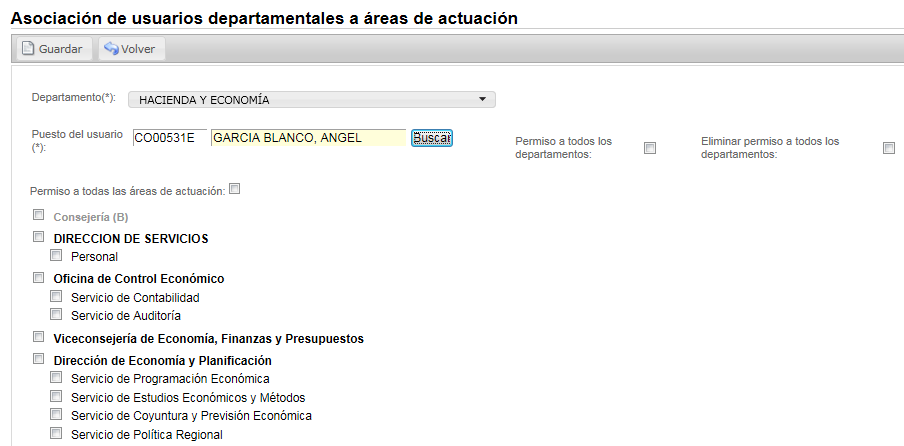 Asociación de usuarios departamentales a áreas de actuación
Guardar Volver
Departamento(*): HACIENDA Y ECONOMÍA
Puesto del usuario (*): CO00531E GARCIA BLANCO, ANGEL Buscar
Permiso a todos los departamentos:
Eliminar permiso a todos los departamentos:
Permiso a todas las áreas de actuación:
Consejería (B)
DIRECCION DE SERVICIOS
Personal
Oficina de Control Económico
Servicio de Contabilidad
Servicio de Auditoría
Viceconsejería de Economía, Finanzas y Presupuestos
Dirección de Economía y Planificación
Servicio de Programación Económica
Servicio de Estudios Económicos y Métodos
Servicio de Coyuntura y Previsión Económica
Servicio de Política Regional